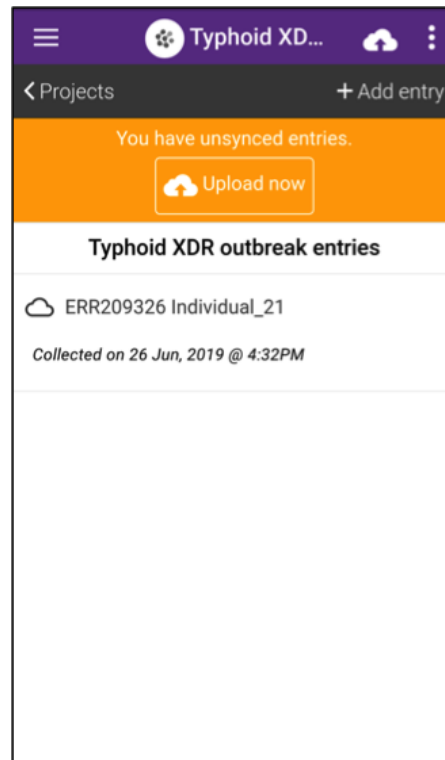 Typhoid XD...
Projects
+ Add entry
You have unsynced entries.
Upload now
Typhoid XDR outbreak entries
ERR209326 Individual_21
Collected on 26 Jun, 2019 @ 4:32PM